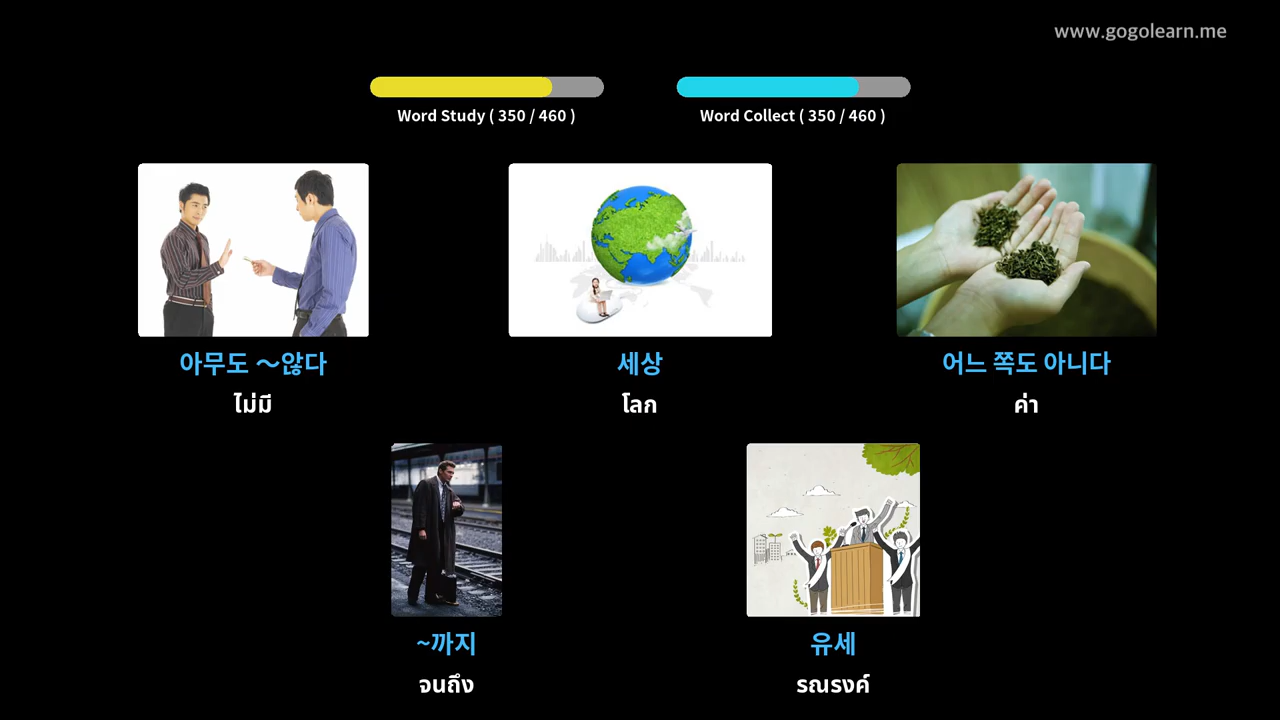 www.gogolearn.me
Word Study ( 350 / 460 )
Word Collect ( 350 / 460 )
아무도 ～않다
ไม่มี
세상
โลก
어느 쪽도 아니다
ค่า
~까지
จนถึง
유세
รณรงค์